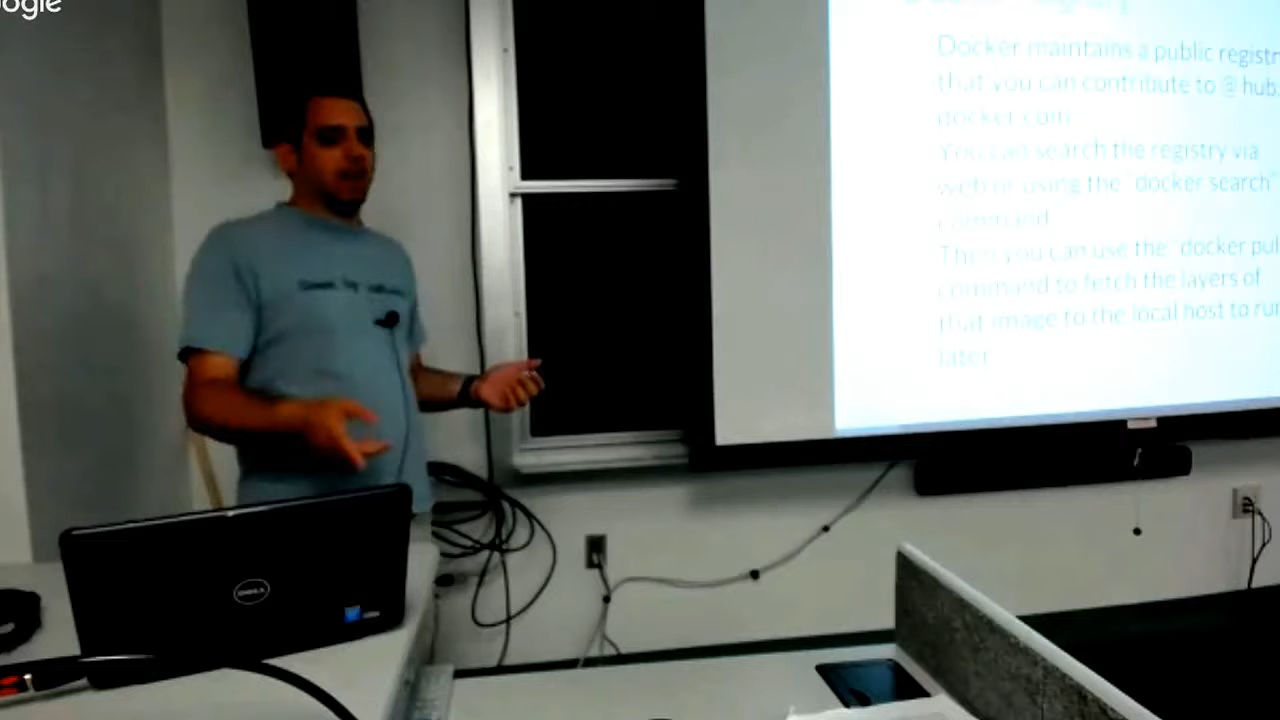 Docker maintains a public registr
that you can contribute to @ hub.
docker.com
You can search the registry via
web or using the "docker search"
command
Then you can use the "docker pul
command to fetch the layers of
that image to the local host to run
later
DELL